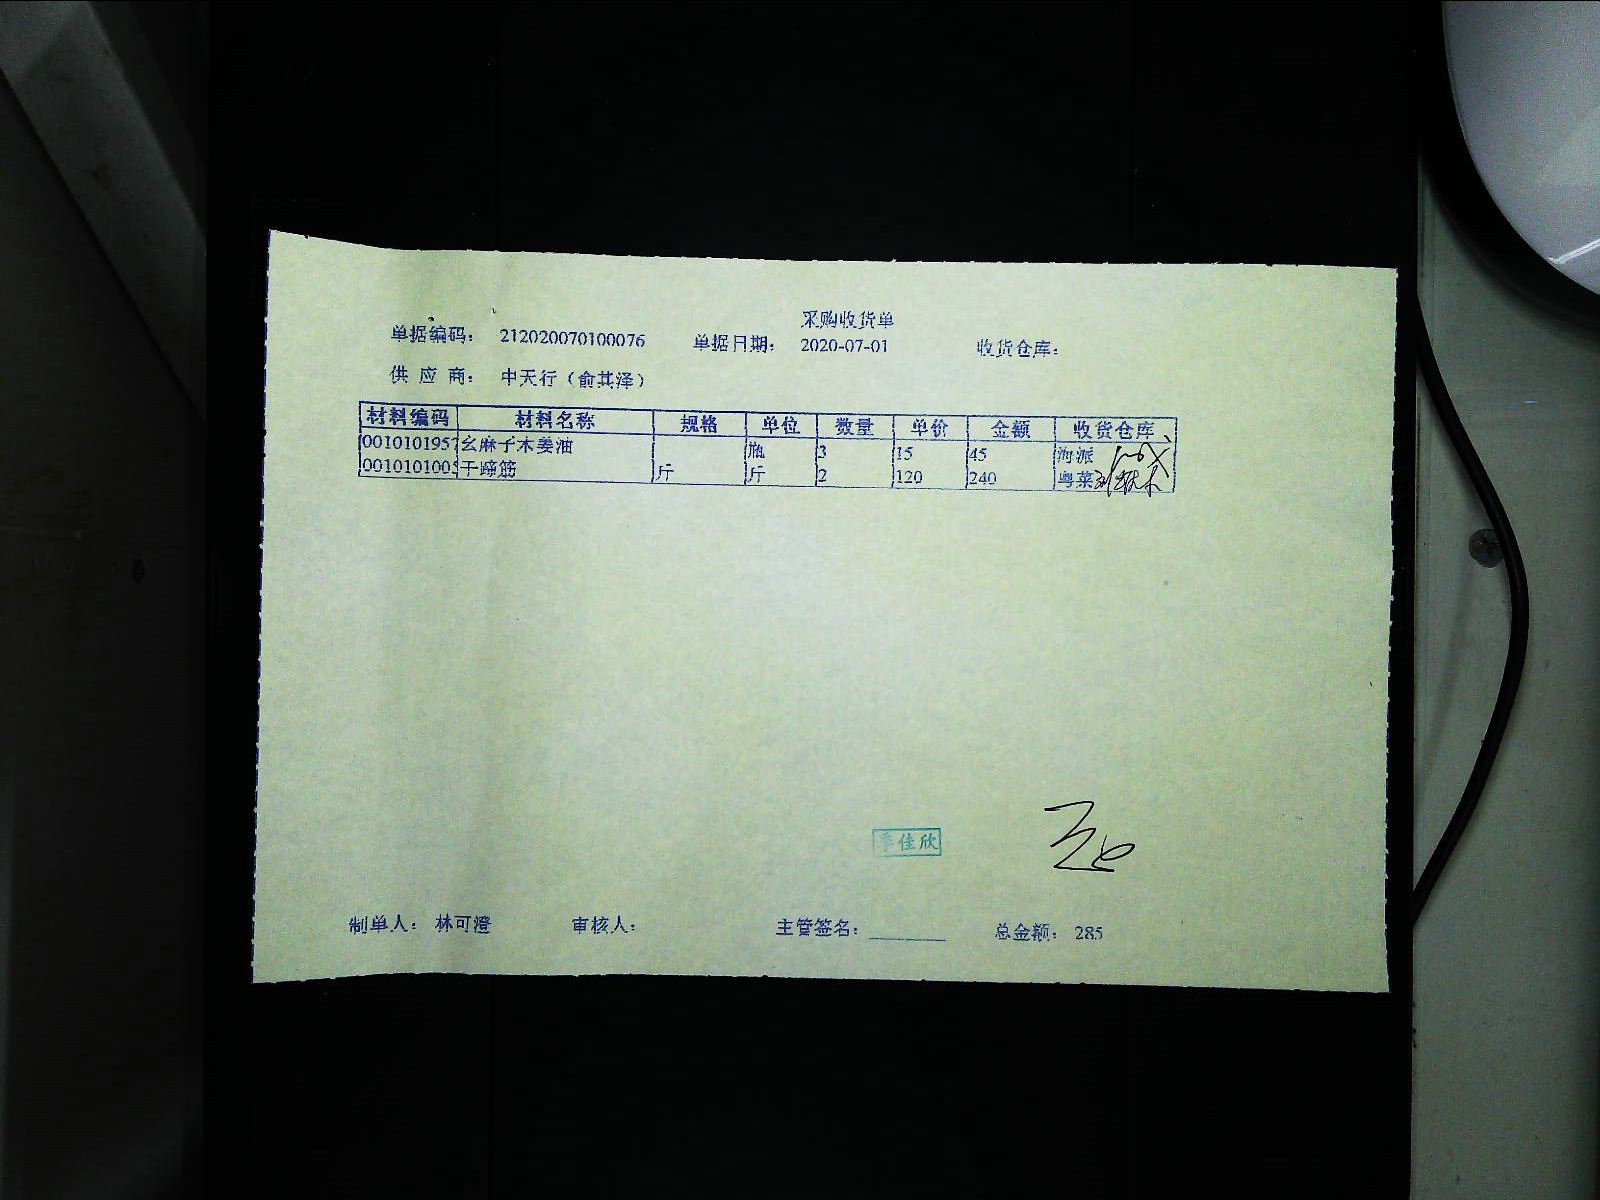 采购收货单
单据编码： 212020070100076 单据日期： 2020-07-01 收货仓库：
供 应 商： 中天行（俞其泽）
材料编码 材料名称 规格 单位 数量 单价 金额 收货仓库
0010101957 幺麻子木姜油 瓶 3 15 45 海派
0010101005 干蹄筋 斤 斤 2 120 240 粤菜
季佳欣
制单人： 林可澄 审核人： 主管签名： 总金额： 285